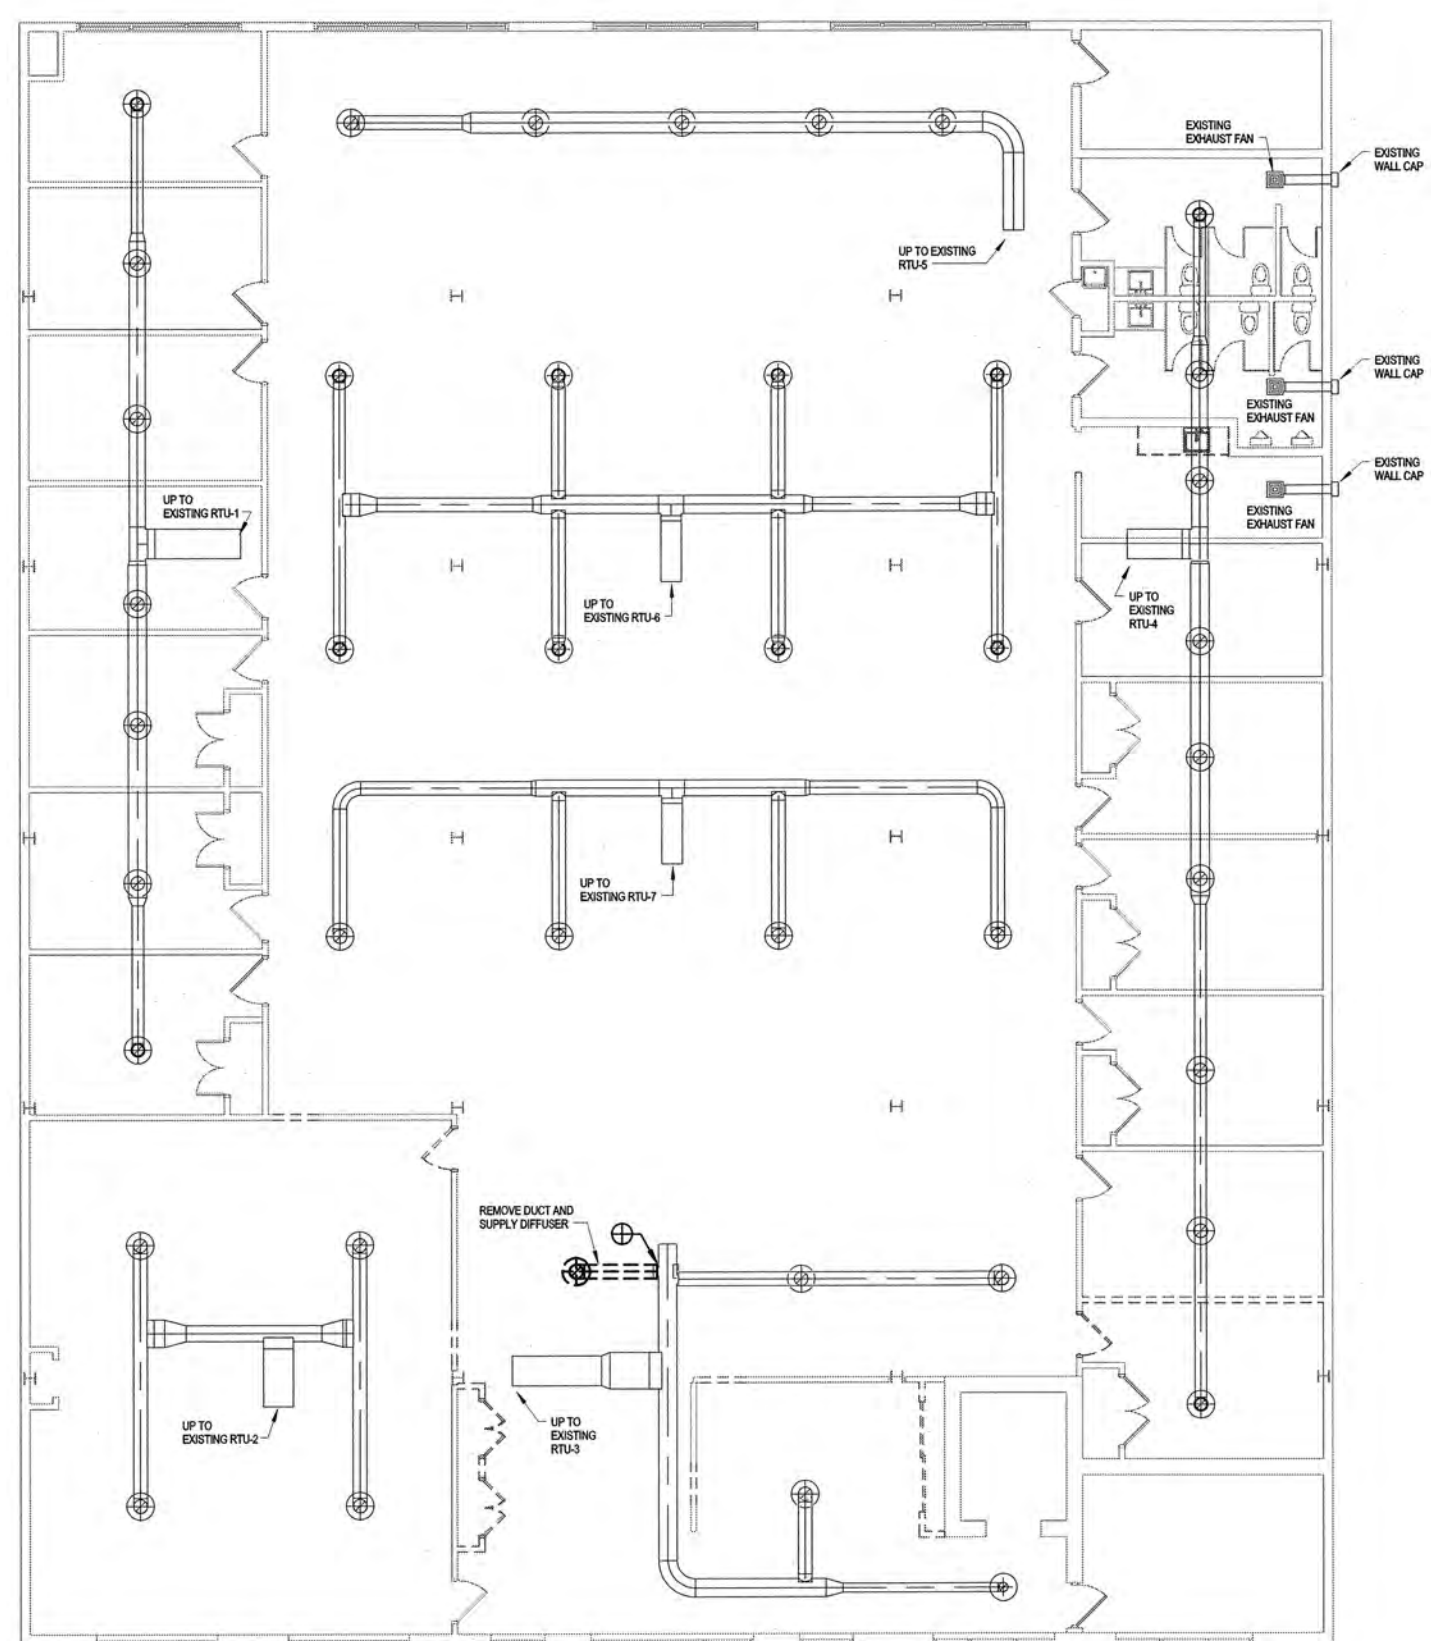 EXISTING
EXHAUST FAN
EXISTING
WALL CAP
UP TO EXISTING
RTU-5
EXISTING
WALL CAP
EXISTING
EXHAUST FAN
EXISTING
WALL CAP
UP TO
EXISTING RTU-1
EXISTING
EXHAUST FAN
UP TO
EXISTING RTU-6
UP TO
EXISTING
RTU-4
UP TO
EXISTING RTU-7
REMOVE DUCT AND
SUPPLY DIFFUSER
UP TO
EXISTING RTU-2
UP TO
EXISTING
RTU-3